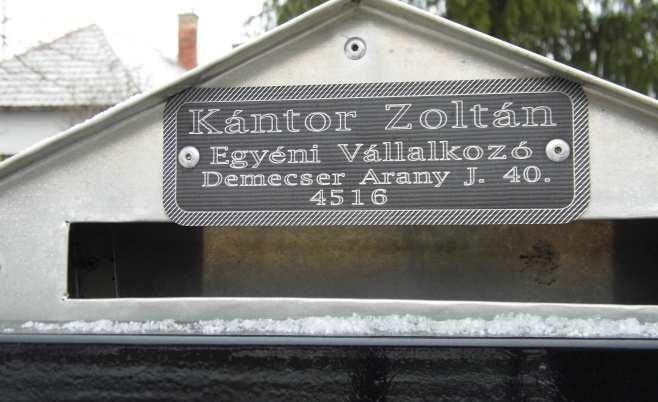 Kántor Zoltán
Egyéni Vállalkozó
Demecser Arany J. 40.
4516